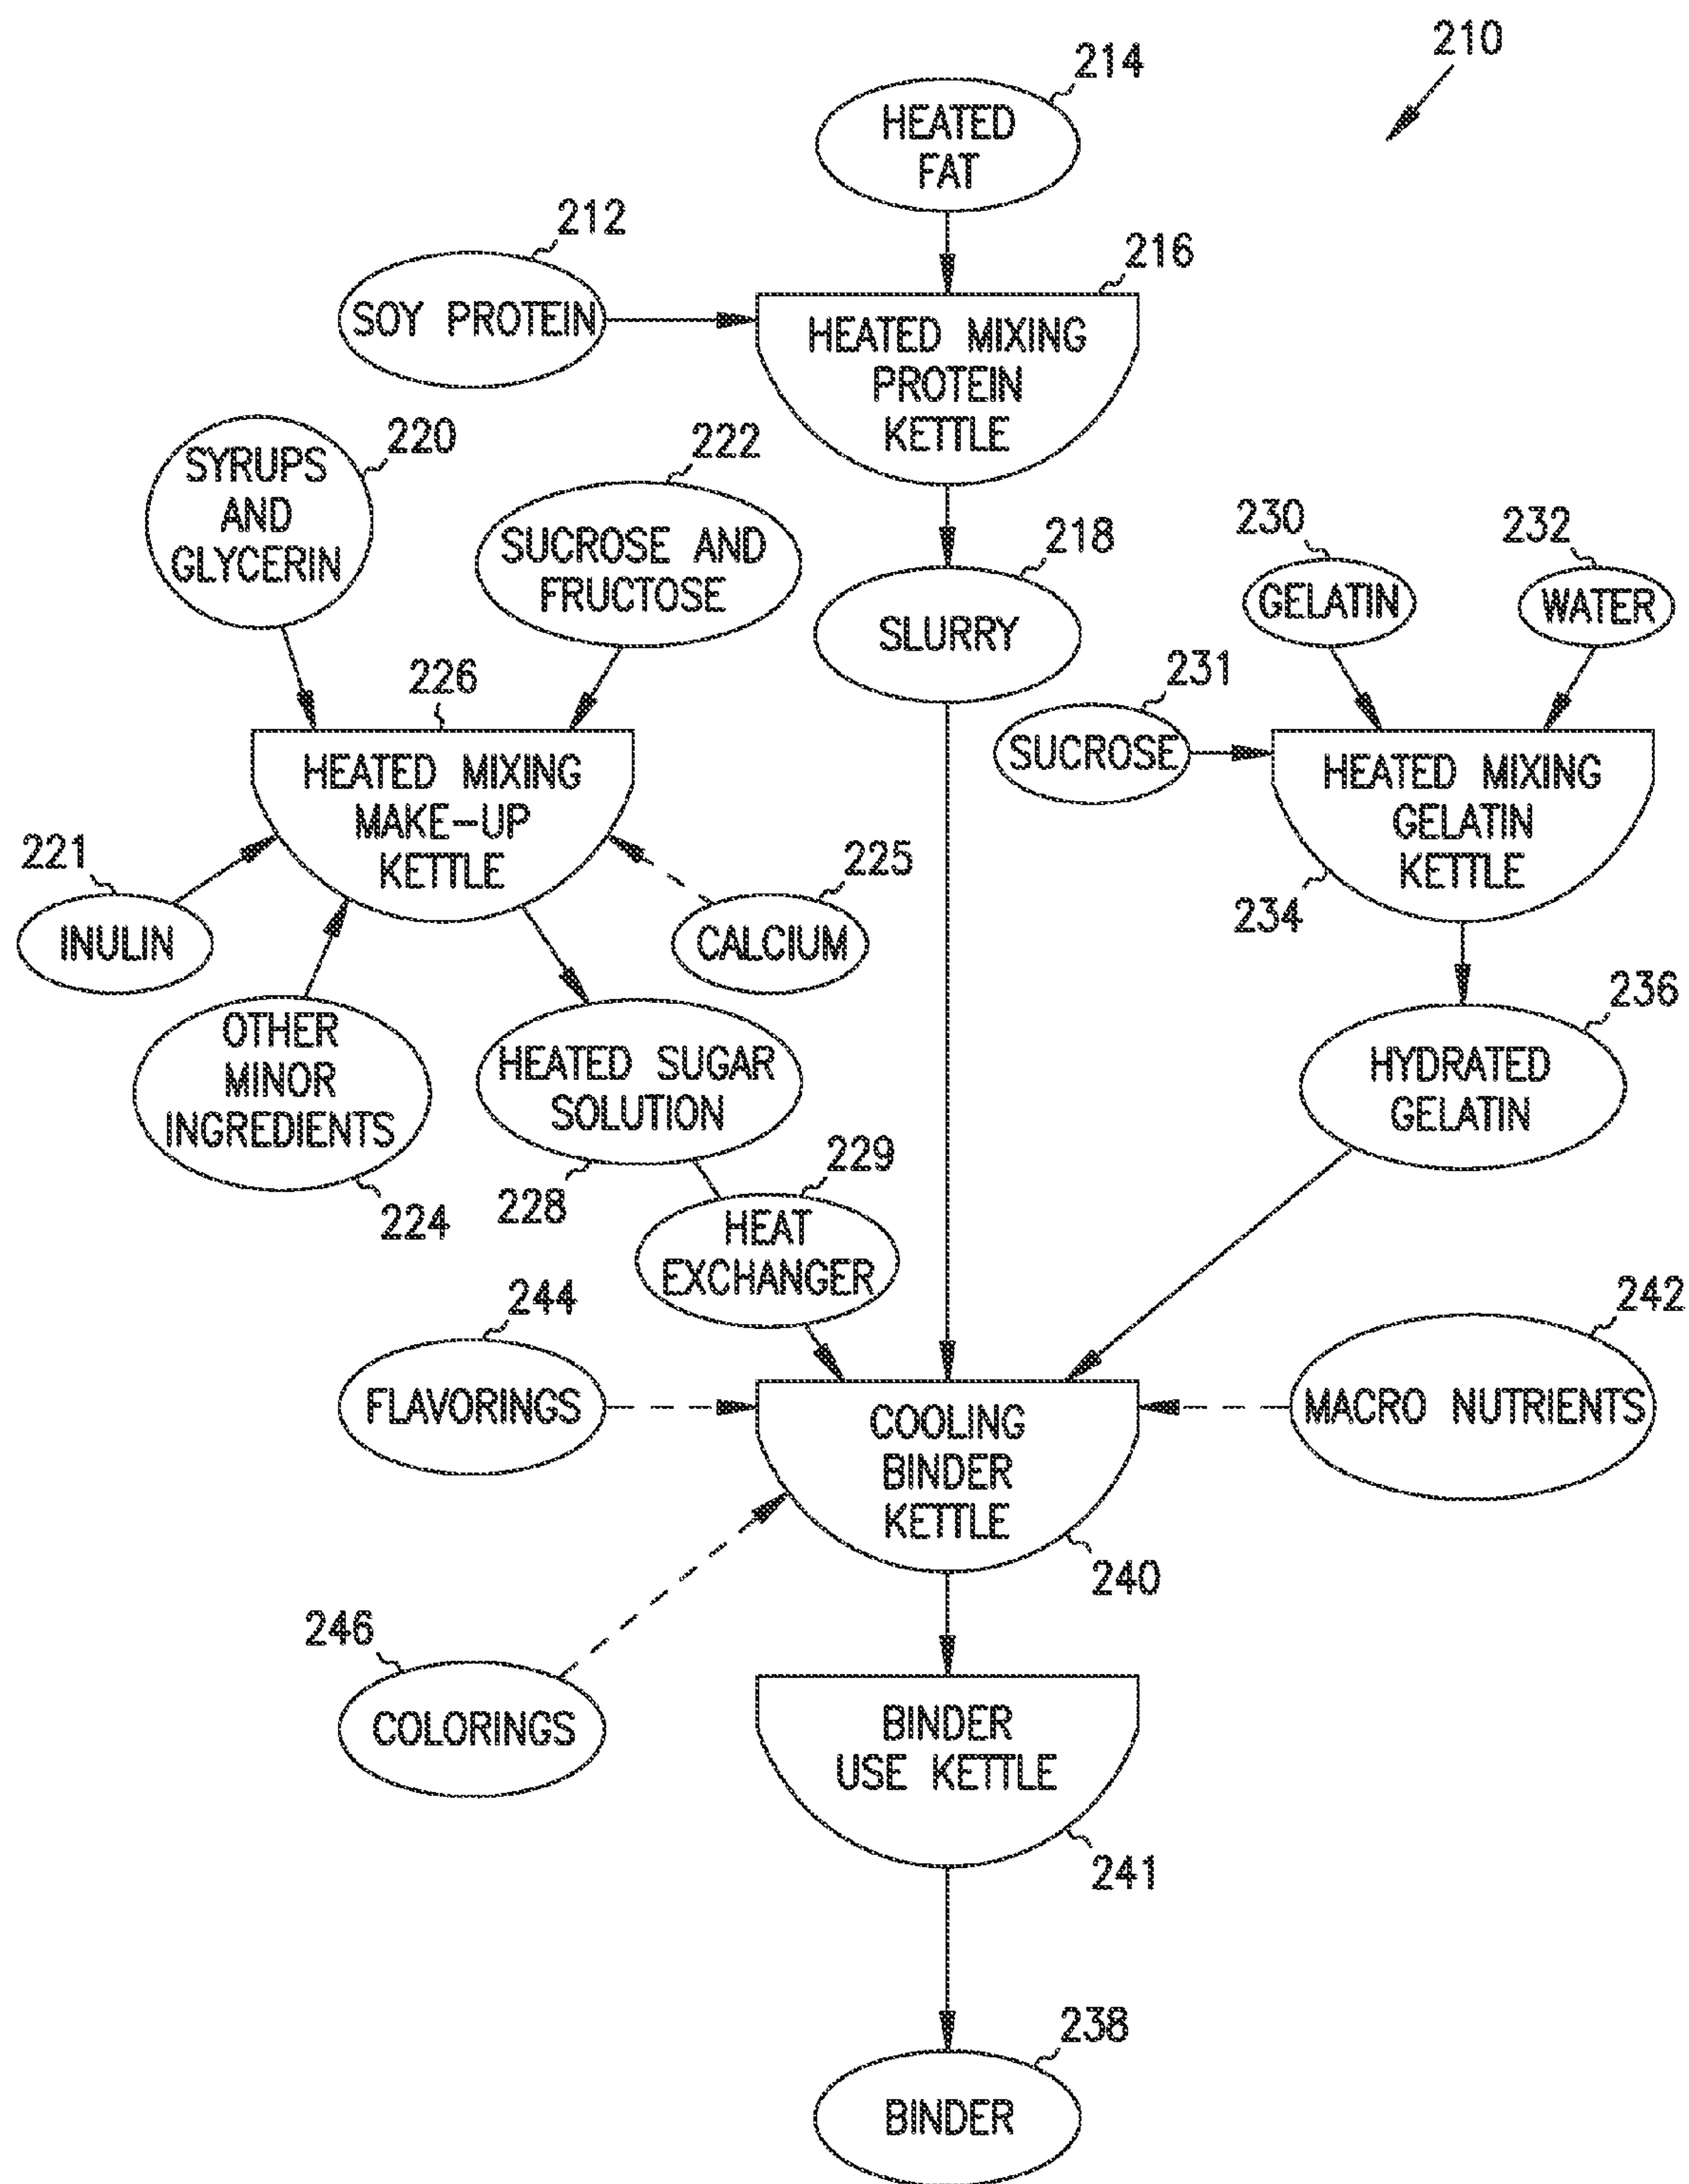 210
214
HEATED
FAT
212
SOY PROTEIN
216
HEATED MIXING
PROTEIN
KETTLE
220
SYRUPS
AND
GLYCERIN
222
SUCROSE AND
FRUCTOSE
218
SLURRY
230
GELATIN
232
WATER
231
SUCROSE
226
HEATED MIXING
MAKE-UP
KETTLE
HEATED MIXING
GELATIN
KETTLE
234
221
INULIN
225
CALCIUM
OTHER
MINOR
INGREDIENTS
224
HEATED SUGAR
SOLUTION
228
236
HYDRATED
GELATIN
229
HEAT
EXCHANGER
244
FLAVORINGS
242
MACRO NUTRIENTS
COOLING
BINDER
KETTLE
240
246
COLORINGS
BINDER
USE KETTLE
241
238
BINDER